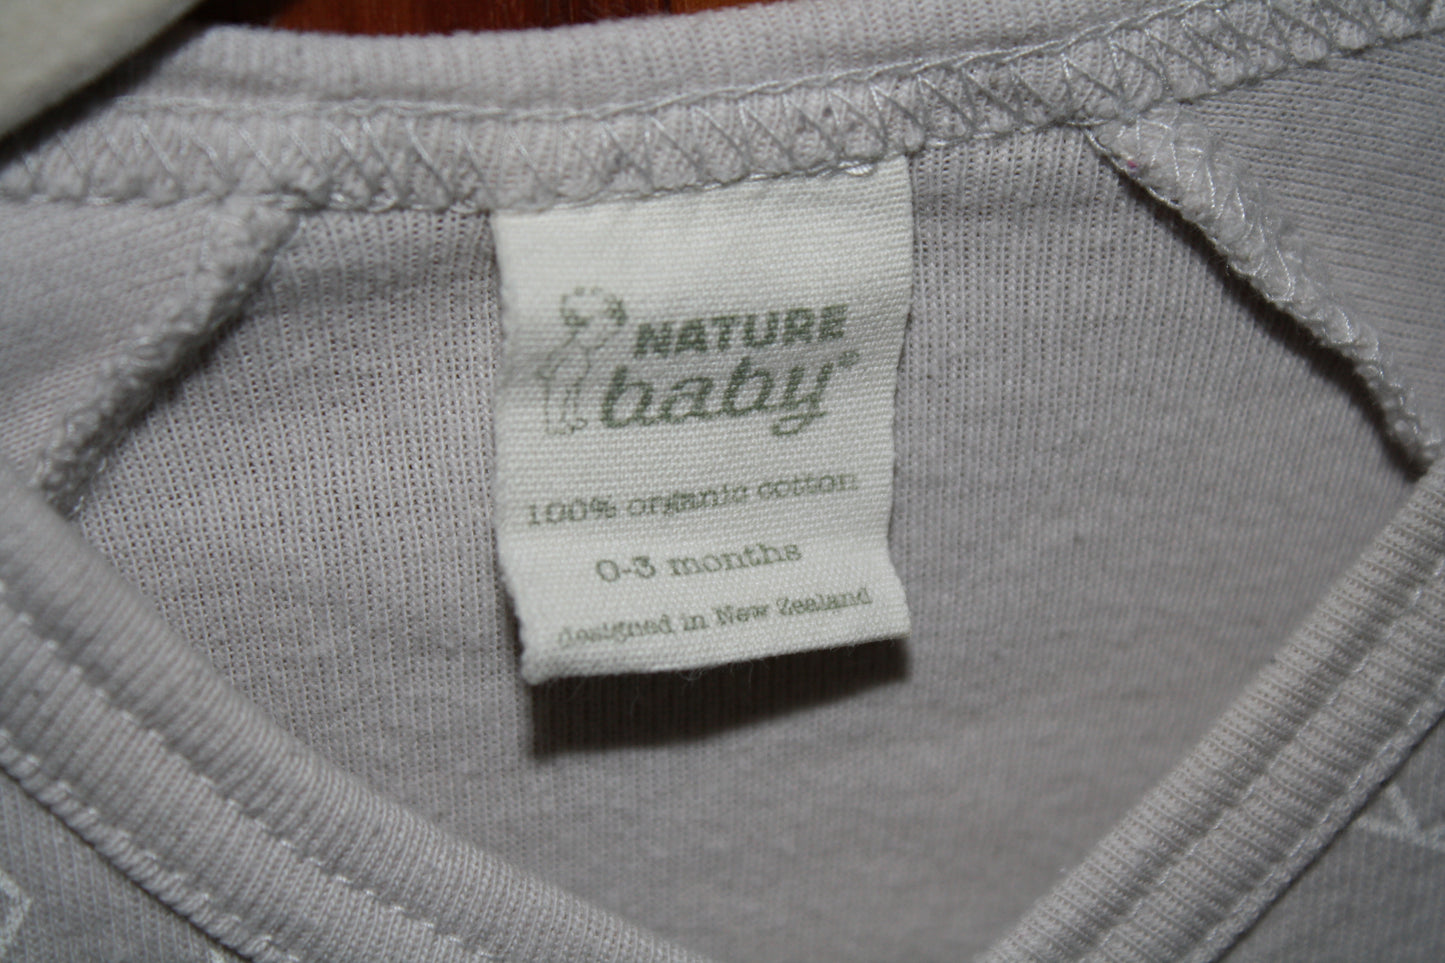 NATURE
baby®
100% organic cotton
0-3 months
designed in New Zealand